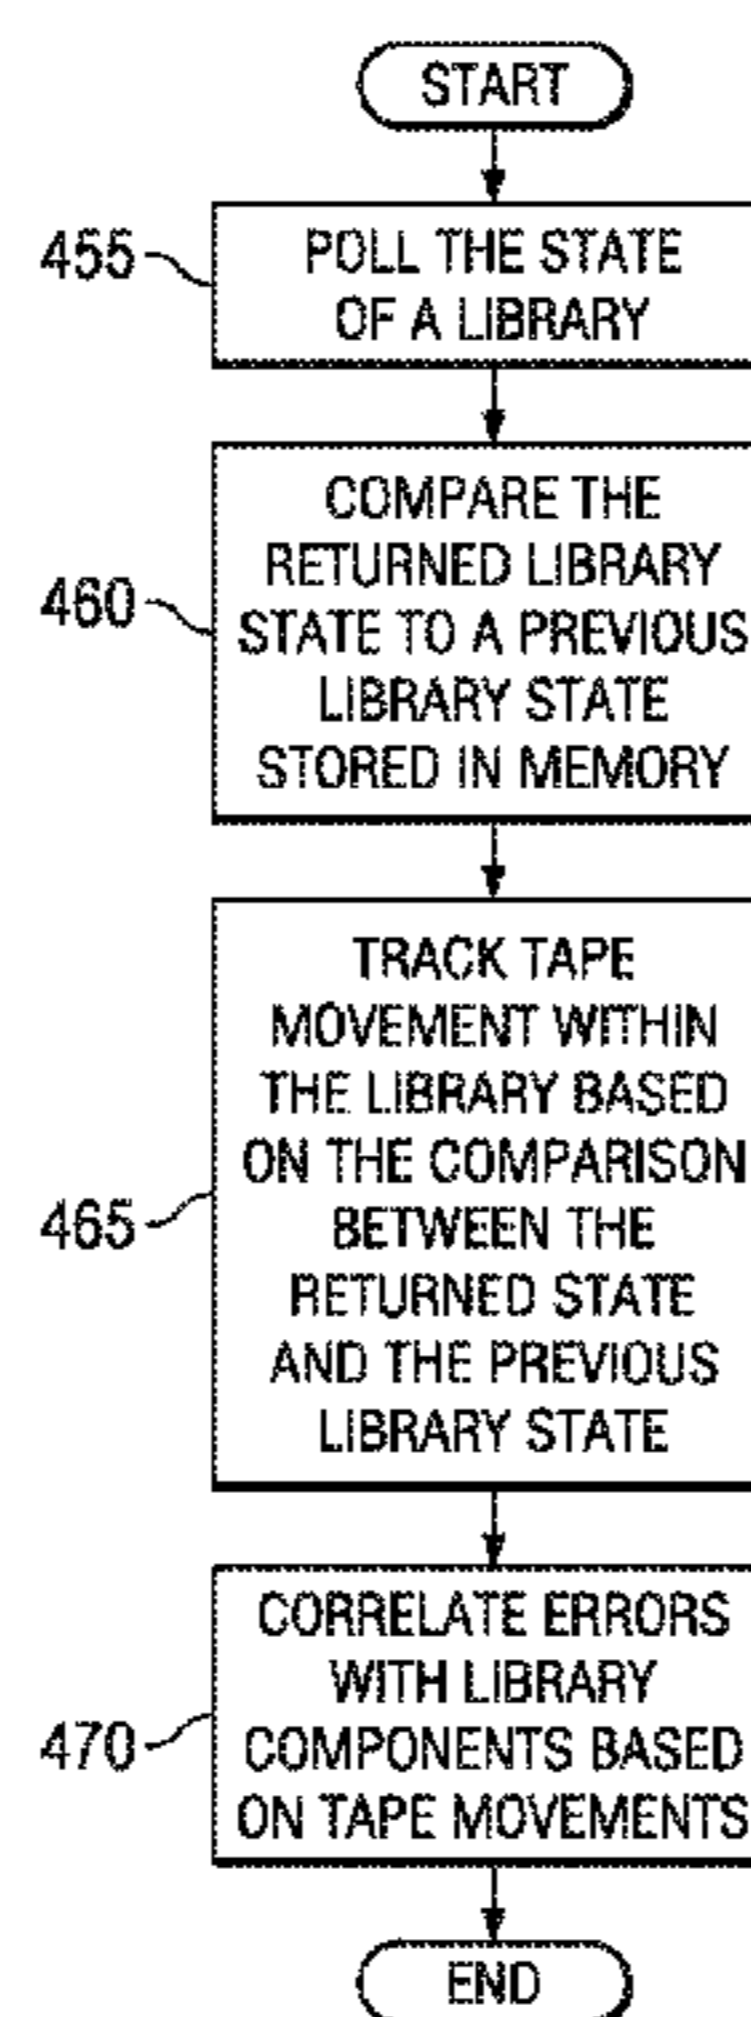 START
455
POLL THE STATE
OF A LIBRARY
460
COMPARE THE
RETURNED LIBRARY
STATE TO A PREVIOUS
LIBRARY STATE
STORED IN MEMORY
465
TRACK TAPE
MOVEMENT WITHIN
THE LIBRARY BASED
ON THE COMPARISON
BETWEEN THE
RETURNED STATE
AND THE PREVIOUS
LIBRARY STATE
470
CORRELATE ERRORS
WITH LIBRARY
COMPONENTS BASED
ON TAPE MOVEMENTS
END